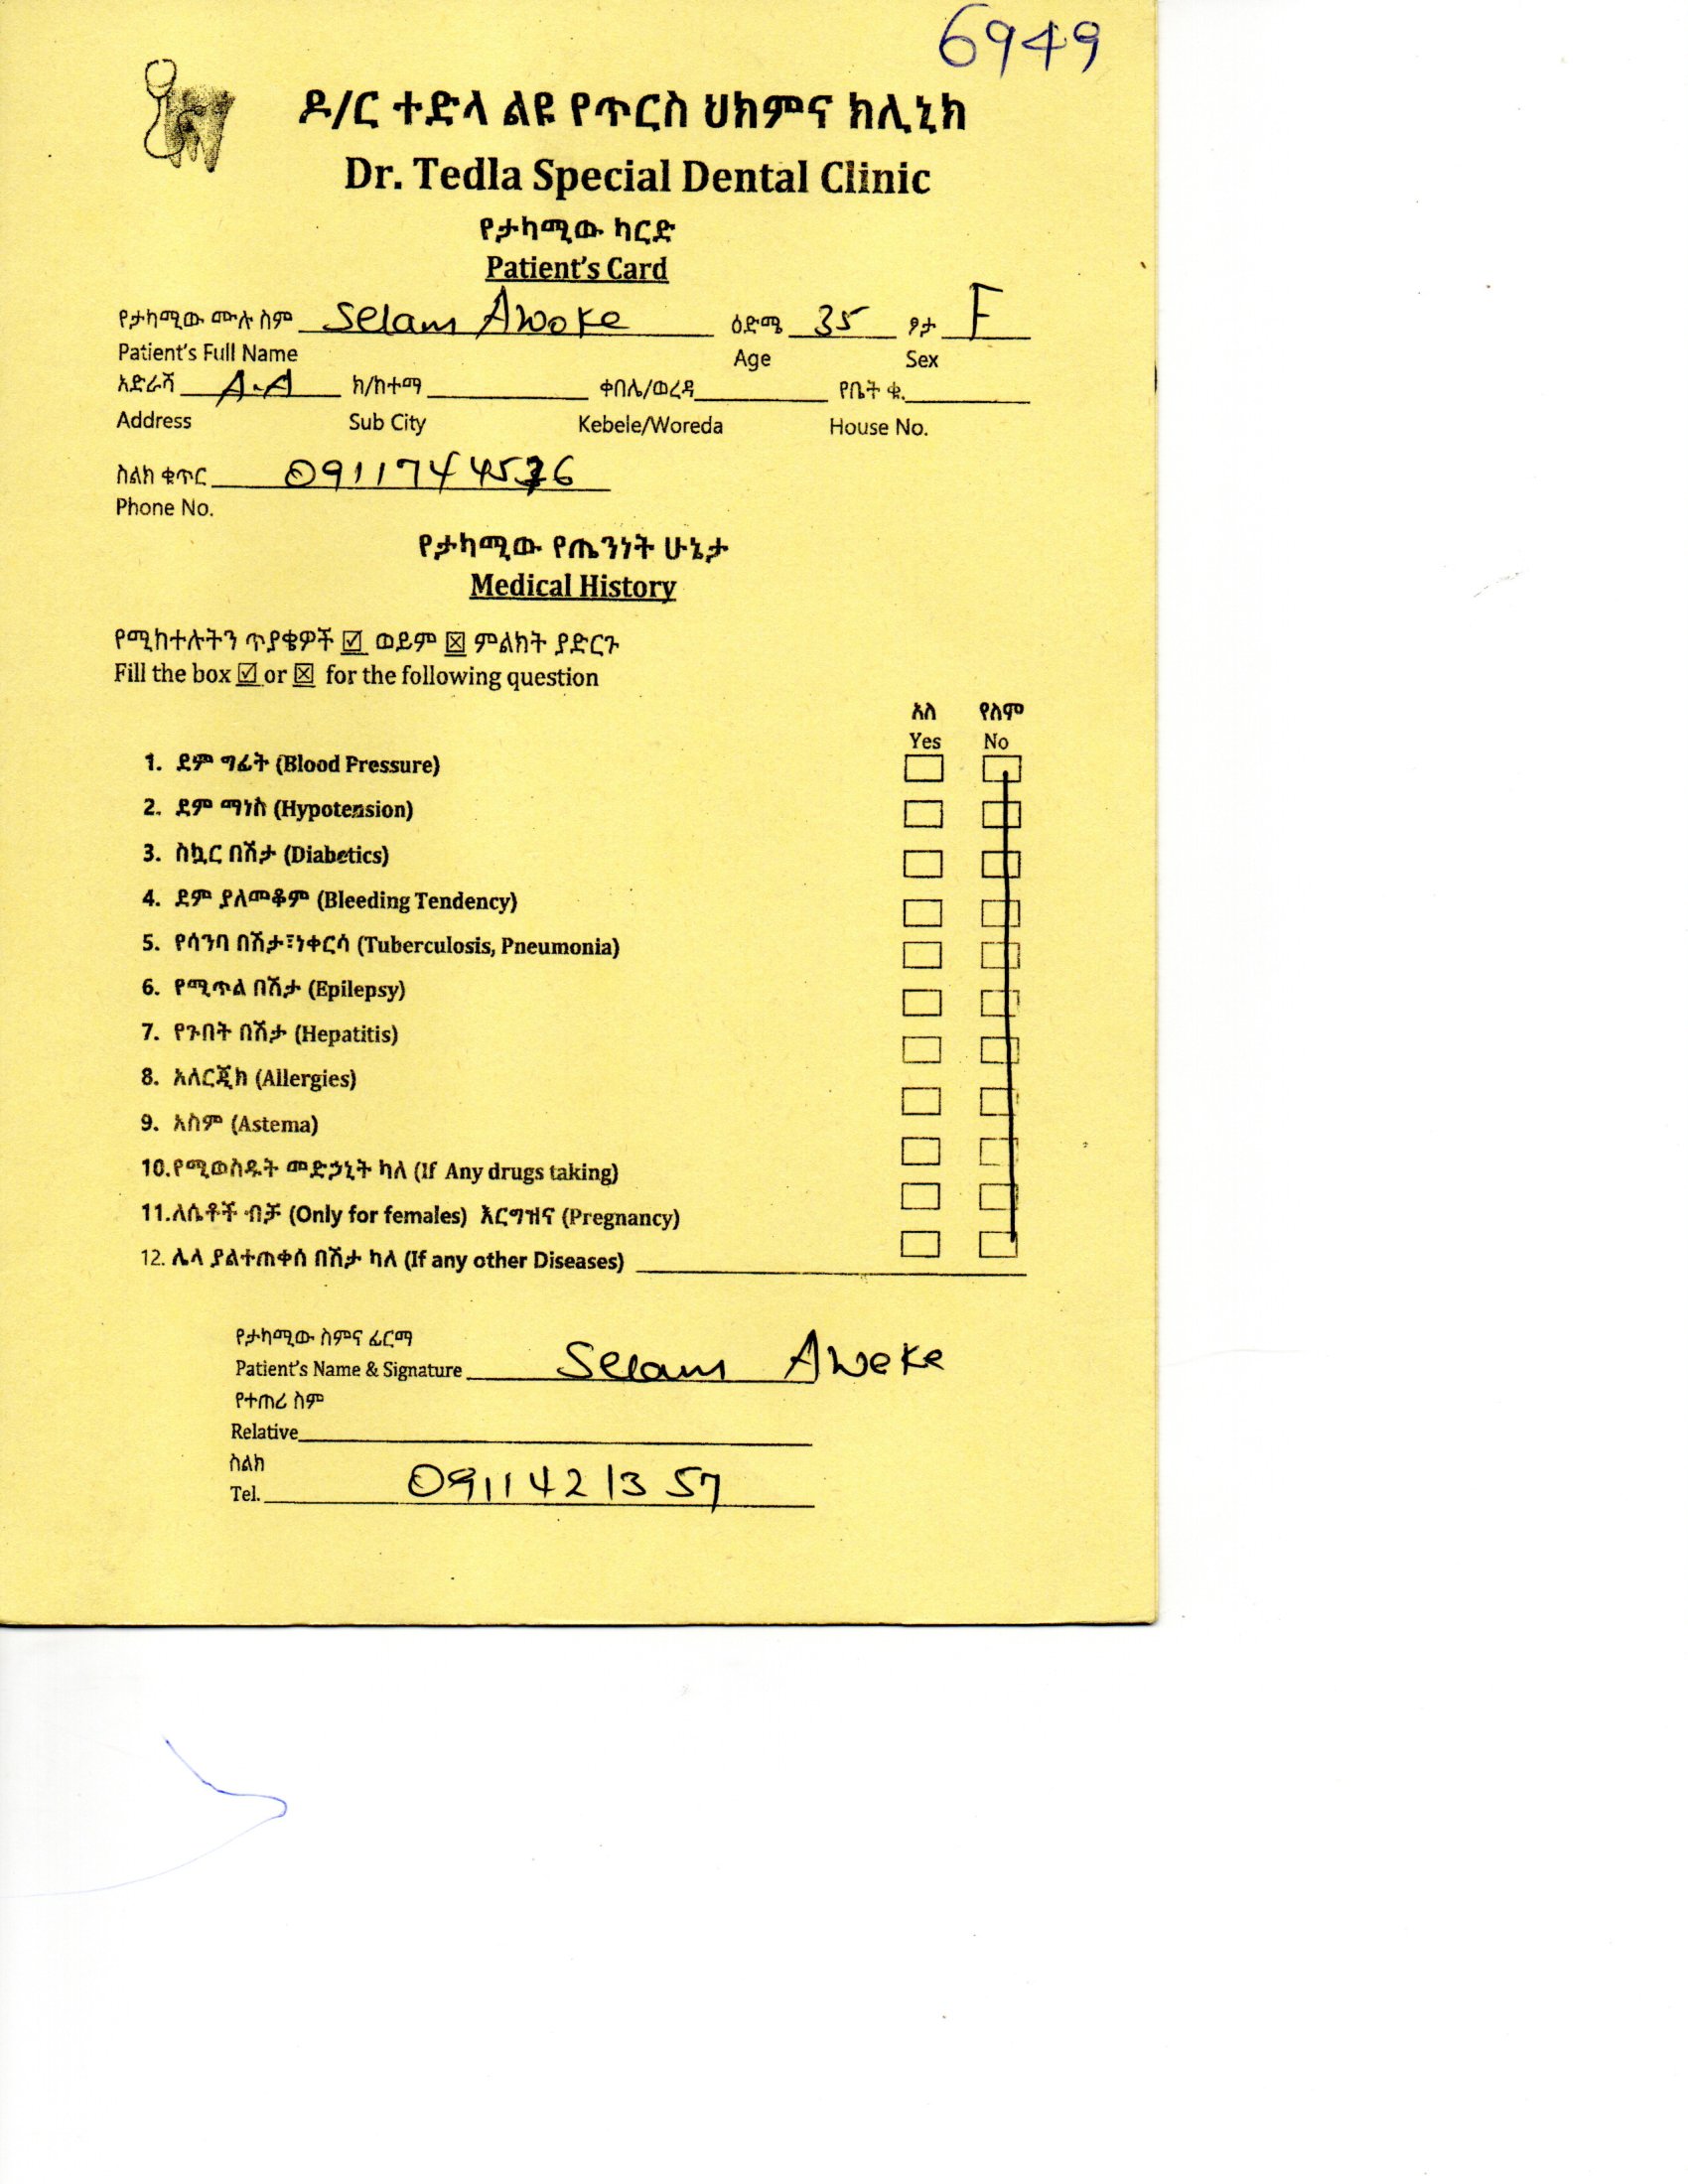 6949
ዶ/ር ተድላ ልዩ የጥርስ ህክምና ክሊኒክ
Dr. Tedla Special Dental Clinic
የታካሚው ካርድ
Patient's Card
የታካሚው ሙሉ ስም Selam Awoke ዕድሜ 35 ፆታ F
Patient's Full Name Age Sex
አድራሻ A.A ክ/ከተማ ቀበሌ/ወረዳ የቤት ቁ.
Address Sub City Kebele/Woreda House No.
ስልክ ቁጥር 0911744576
Phone No.
የታካሚው የጤንነት ሁኔታ
Medical History
የሚከተሉትን ጥያቄዎች ☑ ወይም ☒ ምልክት ያድርጉ
Fill the box ☑ or ☒ for the following question
አለ የለም
Yes No
1. ደም ግፊት (Blood Pressure)
2. ደም ማነስ (Hypotension)
3. ስኳር በሽታ (Diabetics)
4. ደም ያለመቆም (Bleeding Tendency)
5. የሳንባ በሽታ፣ነቀርሳ (Tuberculosis, Pneumonia)
6. የሚጥል በሽታ (Epilepsy)
7. የጉበት በሽታ (Hepatitis)
8. አለርጂክ (Allergies)
9. አስም (Astema)
10.የሚወስዱት መድኃኒት ካለ (If Any drugs taking)
11.ለሴቶች ብቻ (Only for females) እርግዝና (Pregnancy)
12. ሌላ ያልተጠቀሰ በሽታ ካለ (If any other Diseases)
የታካሚው ስምና ፊርማ
Patient's Name & Signature Selam Aweke
የተጠሪ ስም
Relative
ስልክ
Tel. 0911421357